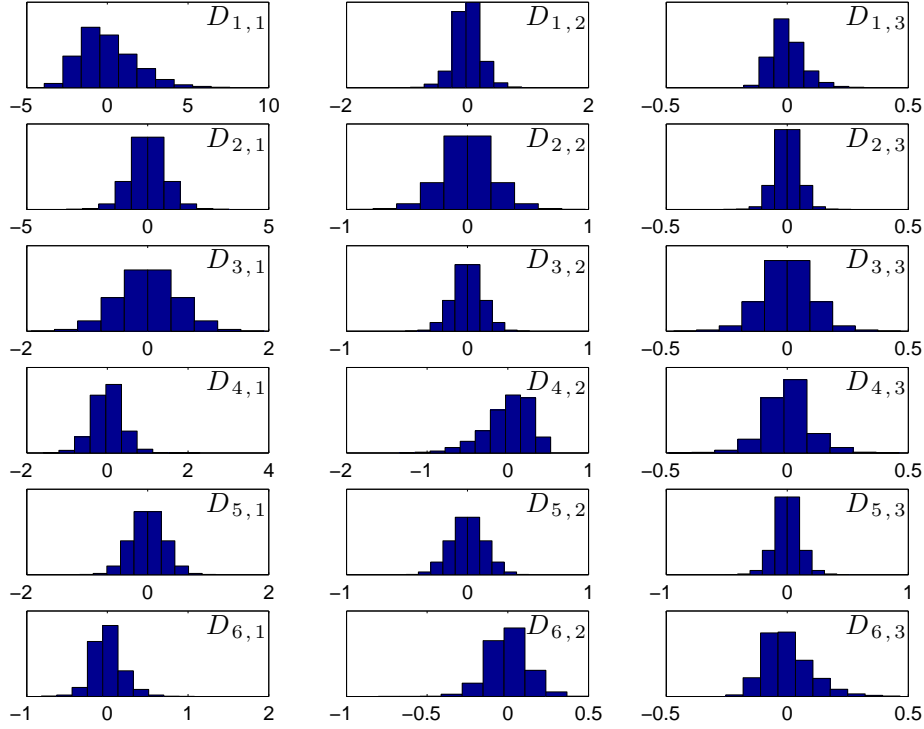 D1,1 D1,2 D1,3
−5 0 5 10 −2 0 2 −0.5 0 0.5
D2,1 D2,2 D2,3
−5 0 5 −1 0 1 −0.5 0 0.5
D3,1 D3,2 D3,3
−2 0 2 −1 0 1 −0.5 0 0.5
D4,1 D4,2 D4,3
−2 0 2 4 −2 −1 0 1 −0.5 0 0.5
D5,1 D5,2 D5,3
−2 0 2 −1 0 1 −1 0 1
D6,1 D6,2 D6,3
−1 0 1 2 −1 −0.5 0 0.5 −0.5 0 0.5